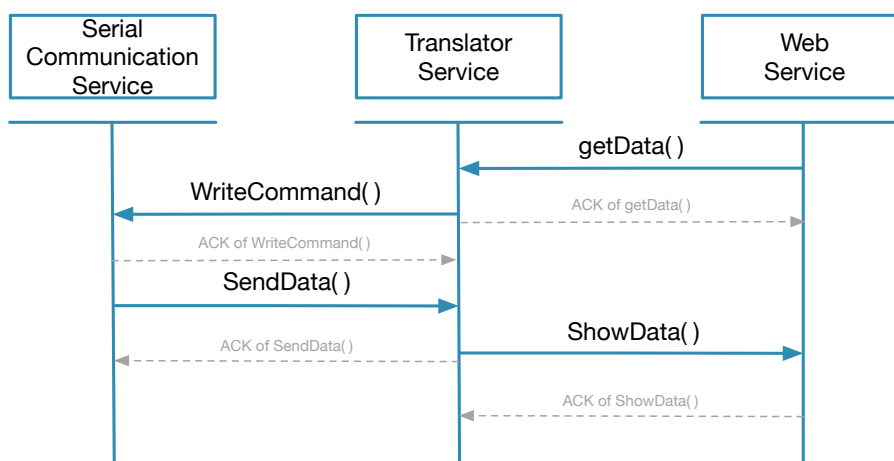 Serial
Communication
Service
Translator
Service
Web
Service
getData( )
WriteCommand( )
ACK of getData( )
ACK of WriteCommand( )
SendData( )
ShowData( )
ACK of SendData( )
ACK of ShowData( )